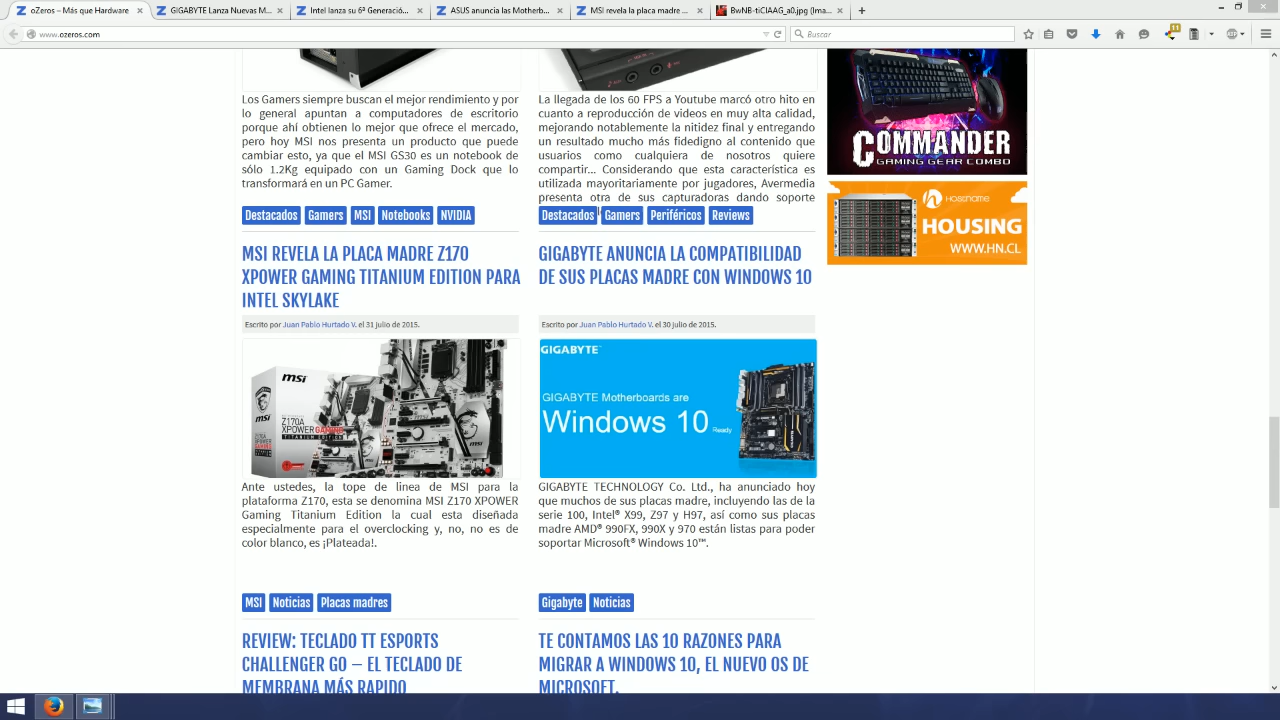 oZeros – Más que Hardware
GIGABYTE Lanza Nuevas M...
Intel lanza su 6ª Generació...
ASUS anuncia las Motherb...
MSI revela la placa madre ...
BwNB-tiCIAAG_a0.jpg (Ima...
www.ozeros.com
Buscar
11
Los Gamers siempre buscan el mejor rendimiento y por
lo general apuntan a computadores de escritorio
porque ahí obtienen lo mejor que ofrece el mercado,
pero hoy MSI nos presenta un producto que puede
cambiar esto, ya que el MSI GS30 es un notebook de
sólo 1.2Kg equipado con un Gaming Dock que lo
transformará en un PC Gamer.
Destacados Gamers MSI Notebooks NVIDIA
La llegada de los 60 FPS a Youtube marcó otro hito en
cuanto a reproducción de videos en muy alta calidad,
mejorando notablemente la nitidez final y entregando
un resultado mucho más fidedigno al contenido que
usuarios como cualquiera de nosotros quiere
compartir... Considerando que esta característica es
utilizada mayoritariamente por jugadores, Avermedia
presenta otra de sus capturadoras dando soporte
Destacados Gamers Periféricos Reviews
COMMANDER
GAMING GEAR COMBO
HOSTNAME
HOUSING
WWW.HN.CL
MSI REVELA LA PLACA MADRE Z170
XPOWER GAMING TITANIUM EDITION PARA
INTEL SKYLAKE
Escrito por Juan Pablo Hurtado V. el 31 julio de 2015.
msi
Z170A
XPOWER GAMING
TITANIUM EDITION
Ante ustedes, la tope de linea de MSI para la
plataforma Z170, esta se denomina MSI Z170 XPOWER
Gaming Titanium Edition la cual esta diseñada
especialmente para el overclocking y, no, no es de
color blanco, es ¡Plateada!.
MSI Noticias Placas madres
GIGABYTE ANUNCIA LA COMPATIBILIDAD
DE SUS PLACAS MADRE CON WINDOWS 10
Escrito por Juan Pablo Hurtado V. el 30 julio de 2015.
GIGABYTE
GIGABYTE Motherboards are
Windows 10 Ready
GIGABYTE TECHNOLOGY Co. Ltd., ha anunciado hoy
que muchos de sus placas madre, incluyendo las de la
serie 100, Intel® X99, Z97 y H97, así como sus placas
madre AMD® 990FX, 990X y 970 están listas para poder
soportar Microsoft® Windows 10™.
Gigabyte Noticias
REVIEW: TECLADO TT ESPORTS
CHALLENGER GO – EL TECLADO DE
MEMBRANA MÁS RAPIDO
TE CONTAMOS LAS 10 RAZONES PARA
MIGRAR A WINDOWS 10, EL NUEVO OS DE
MICROSOFT.